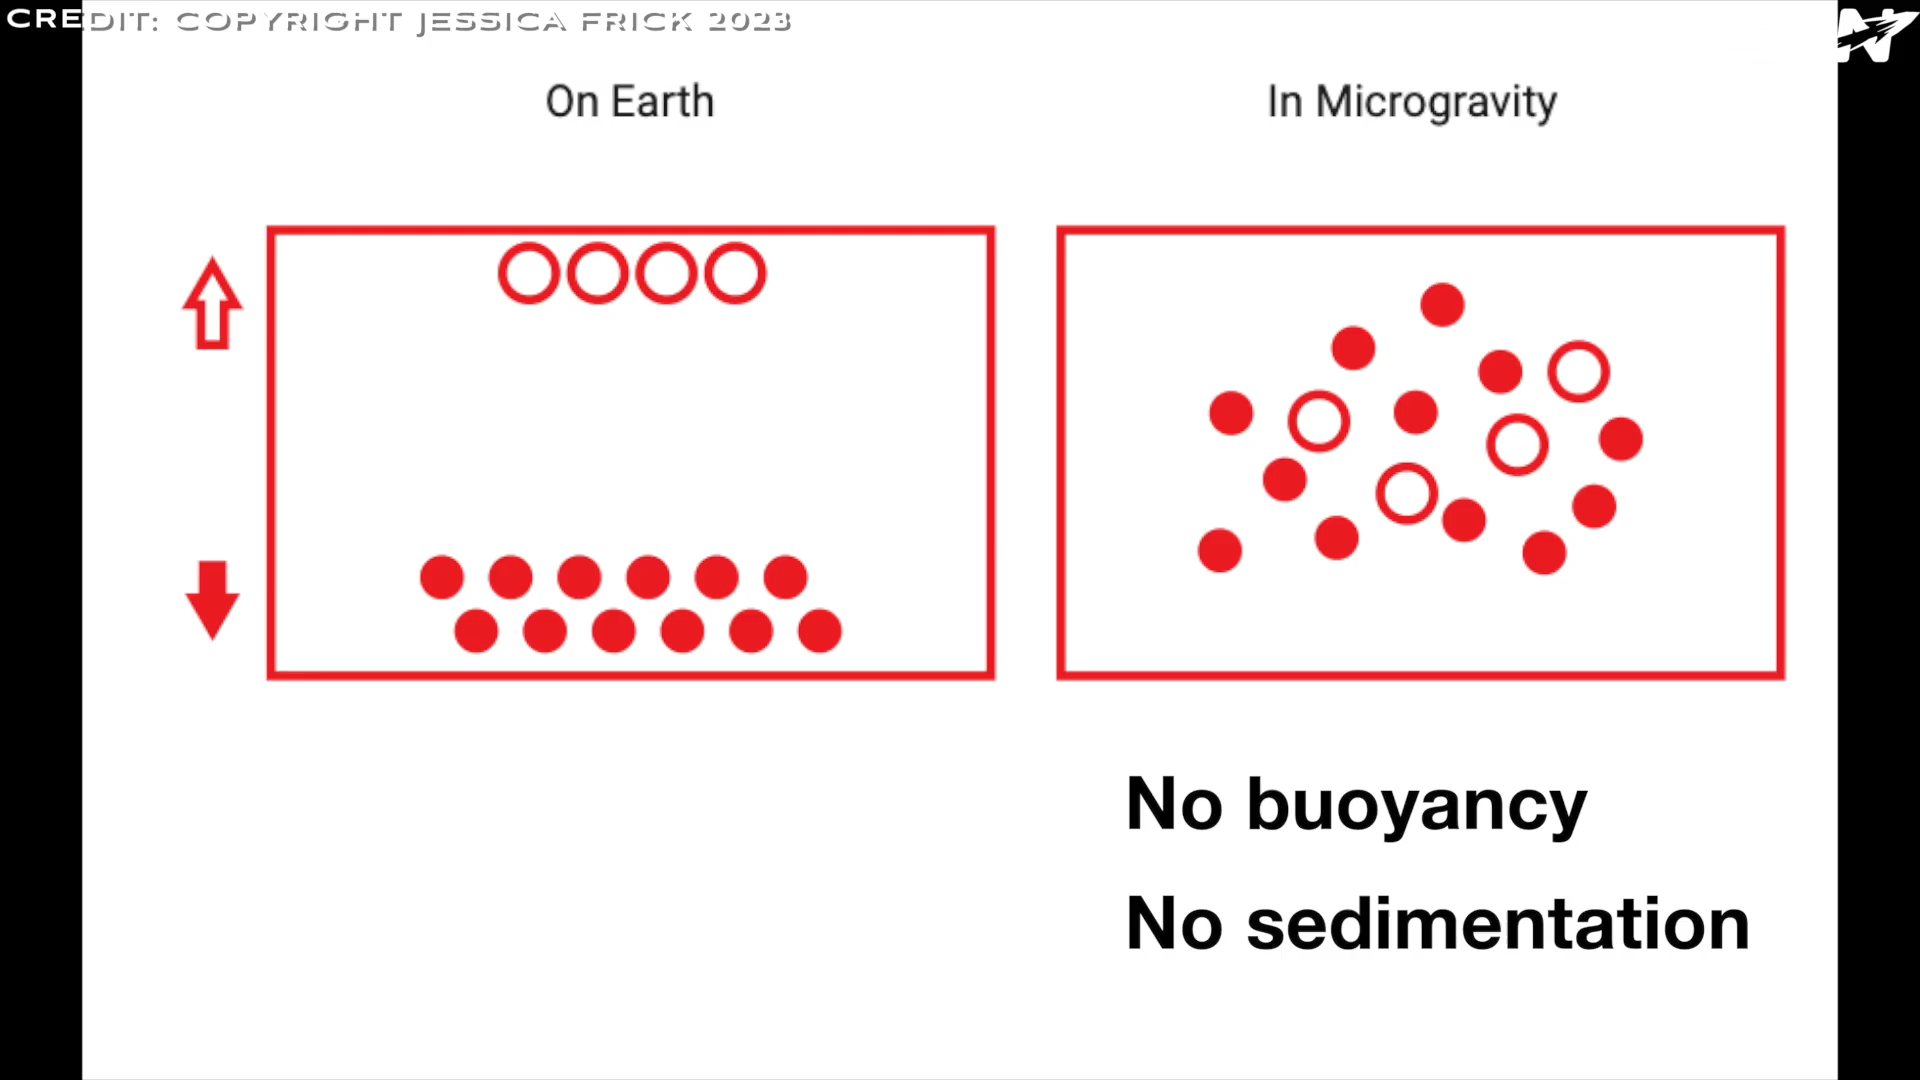 CREDIT: COPYRIGHT JESSICA FRICK 2023
On Earth
In Microgravity
No buoyancy
No sedimentation